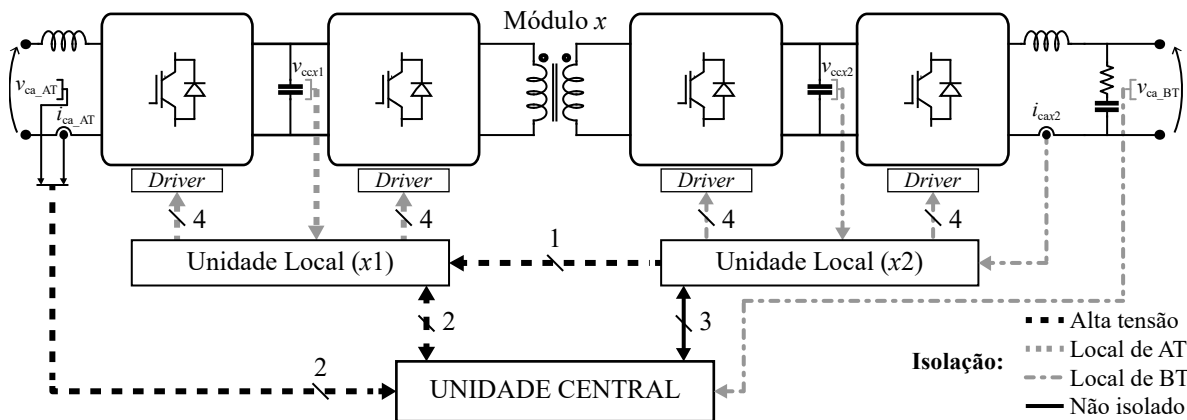 Módulo x
v_ca_AT
i_ca_AT
v_ccx1
v_ccx2
i_cax2
v_ca_BT
Driver
Driver
Driver
Driver
4
4
4
4
Unidade Local (x1)
1
Unidade Local (x2)
2
3
2
UNIDADE CENTRAL
Isolação:
Alta tensão
Local de AT
Local de BT
Não isolado